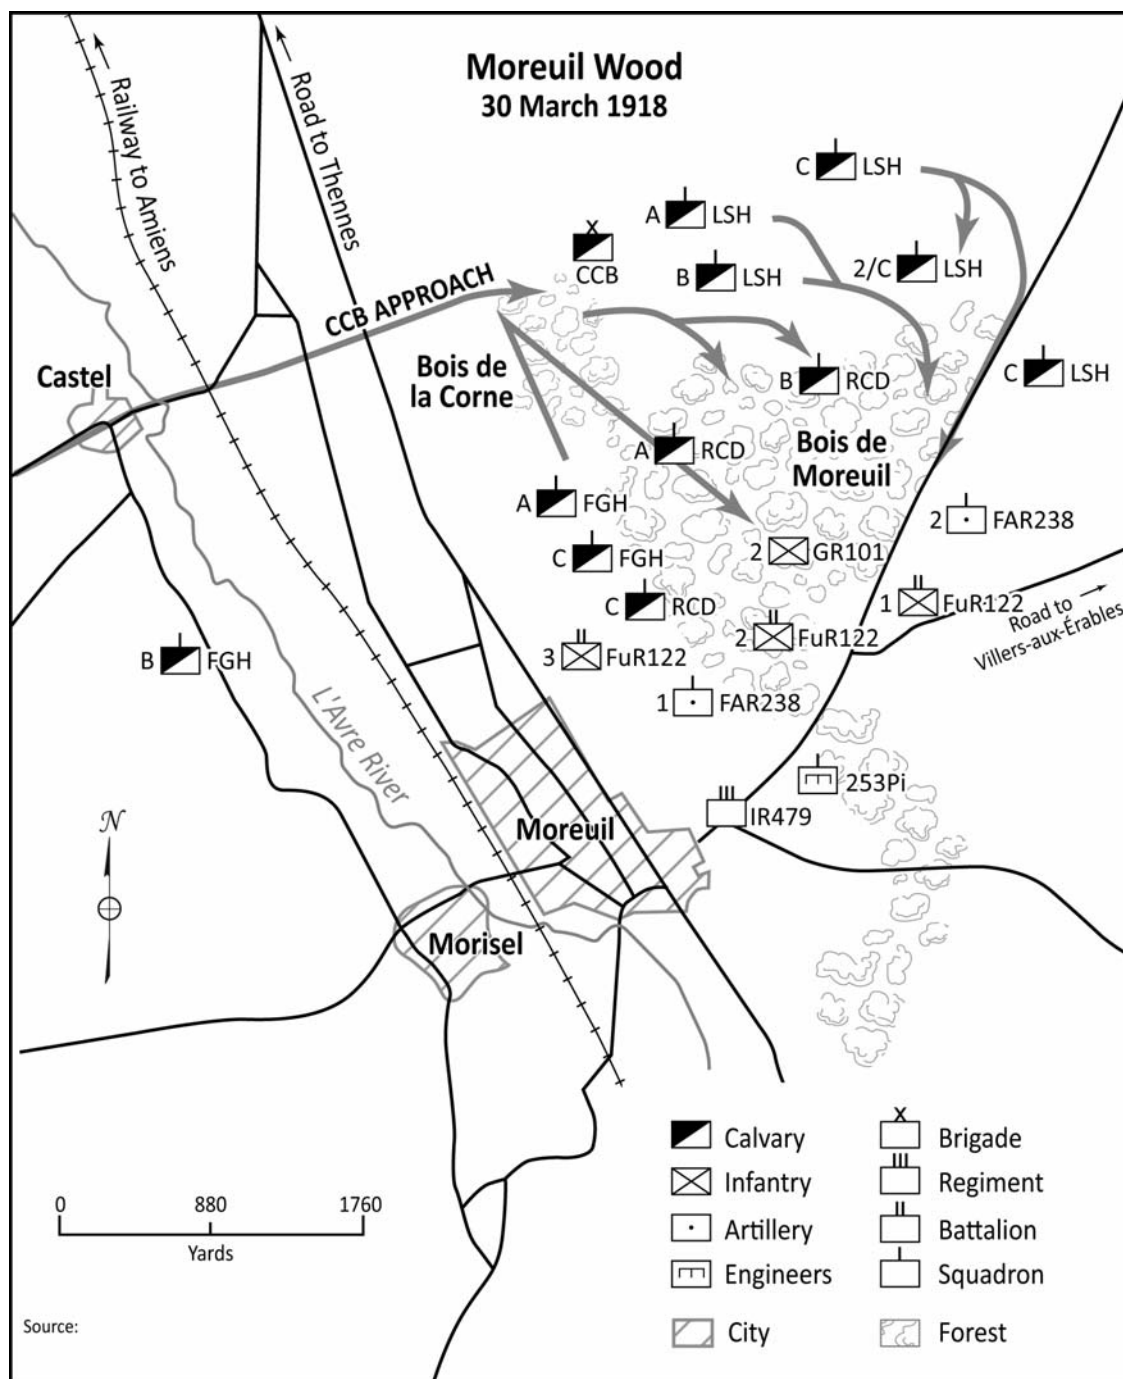 Moreuil Wood
30 March 1918
Railway to Amiens
Road to Thennes
C LSH
A LSH
X
CCB
B LSH
2/C LSH
CCB APPROACH
Castel
Bois de
la Corne
B RCD
C LSH
A RCD
Bois de
Moreuil
A FGH
2 FAR238
C FGH
2 GR101
C RCD
1 FuR122
Road to
Villers-aux-Érables
B FGH
3 FuR122
2 FuR122
L'Avre River
1 FAR238
253Pi
IR479
N
Moreuil
Morisel
Calvary
X
Brigade
Infantry
Regiment
Artillery
Battalion
Engineers
Squadron
City
Forest
0 880 1760
Yards
Source: